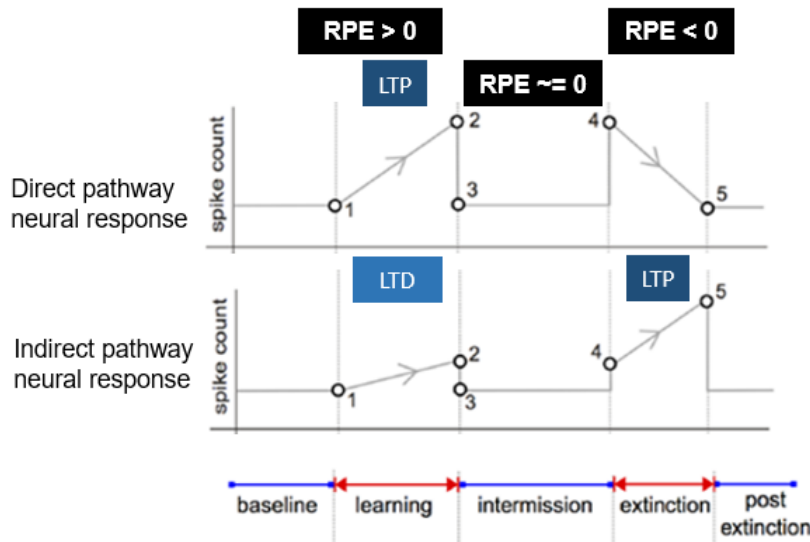 RPE > 0
RPE < 0
LTP
RPE ~= 0
Direct pathway
neural response
spike count
1
2
3
4
5
LTD
LTP
Indirect pathway
neural response
spike count
1
2
3
4
5
baseline
learning
intermission
extinction
post
extinction